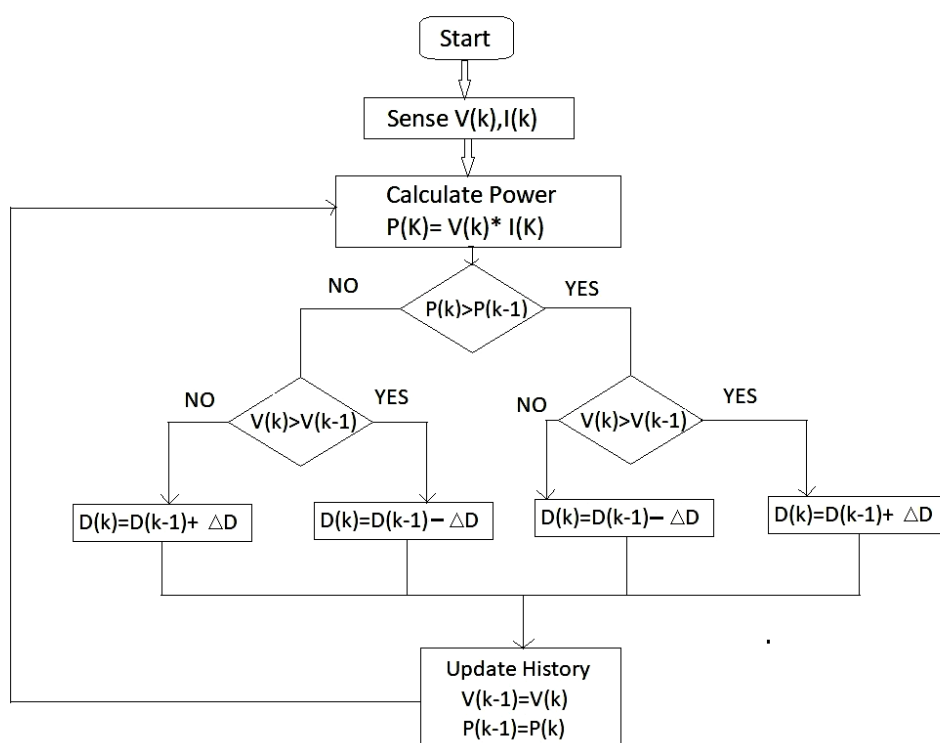 Start
Sense V(k),I(k)
Calculate Power
P(K)= V(k)* I(K)
NO
YES
P(k)>P(k-1)
NO
YES
NO
YES
V(k)>V(k-1)
V(k)>V(k-1)
D(k)=D(k-1)+ △D
D(k)=D(k-1)− △D
D(k)=D(k-1)− △D
D(k)=D(k-1)+ △D
Update History
V(k-1)=V(k)
P(k-1)=P(k)